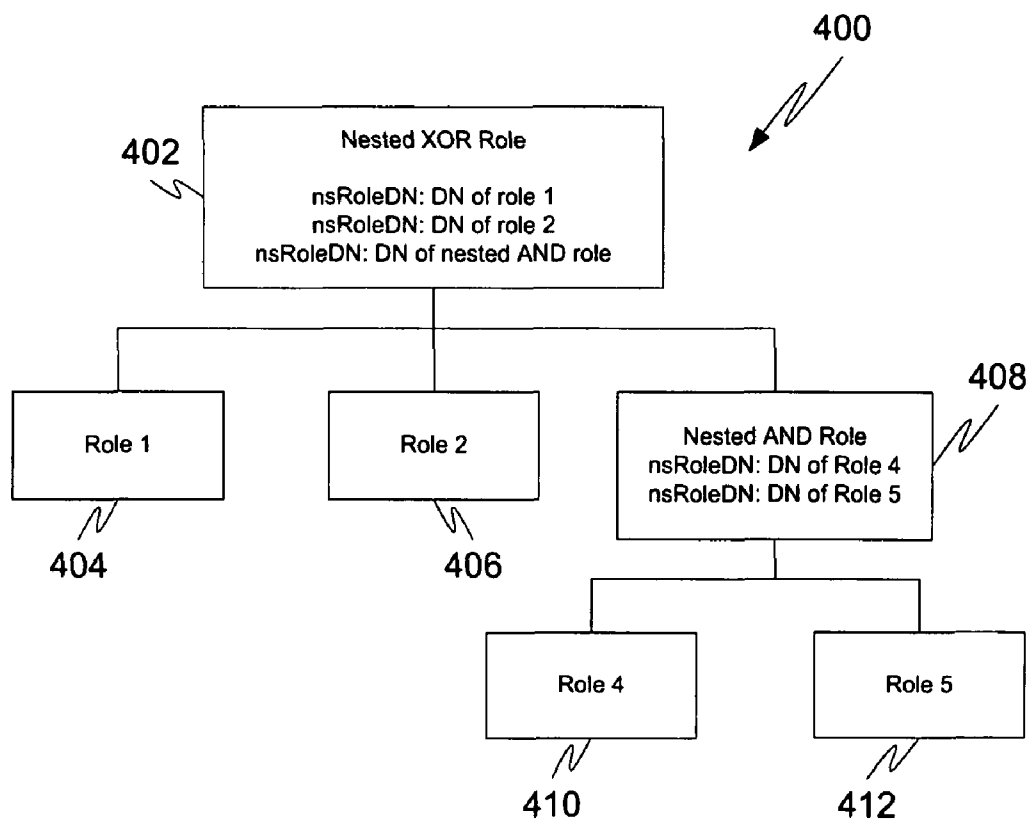 400
402
Nested XOR Role
nsRoleDN: DN of role 1
nsRoleDN: DN of role 2
nsRoleDN: DN of nested AND role
408
Role 1
Role 2
Nested AND Role
nsRoleDN: DN of Role 4
nsRoleDN: DN of Role 5
404
406
Role 4
Role 5
410
412